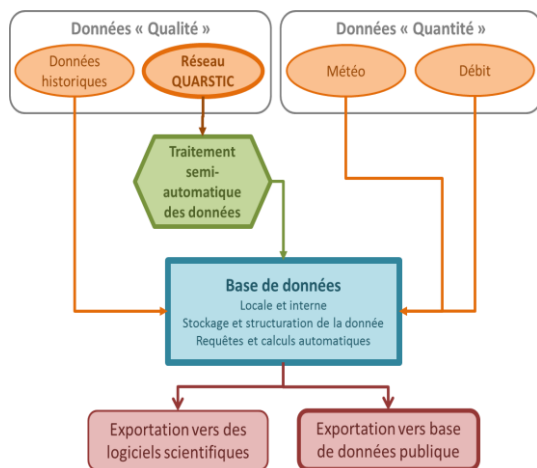 Données « Qualité »
Données « Quantité »
Données
historiques
Réseau
QUARSTIC
Météo
Débit
Traitement
semi-
automatique
des données
Base de données
Locale et interne
Stockage et structuration de la donnée
Requêtes et calculs automatiques
Exportation vers des
logiciels scientifiques
Exportation vers base
de données publique